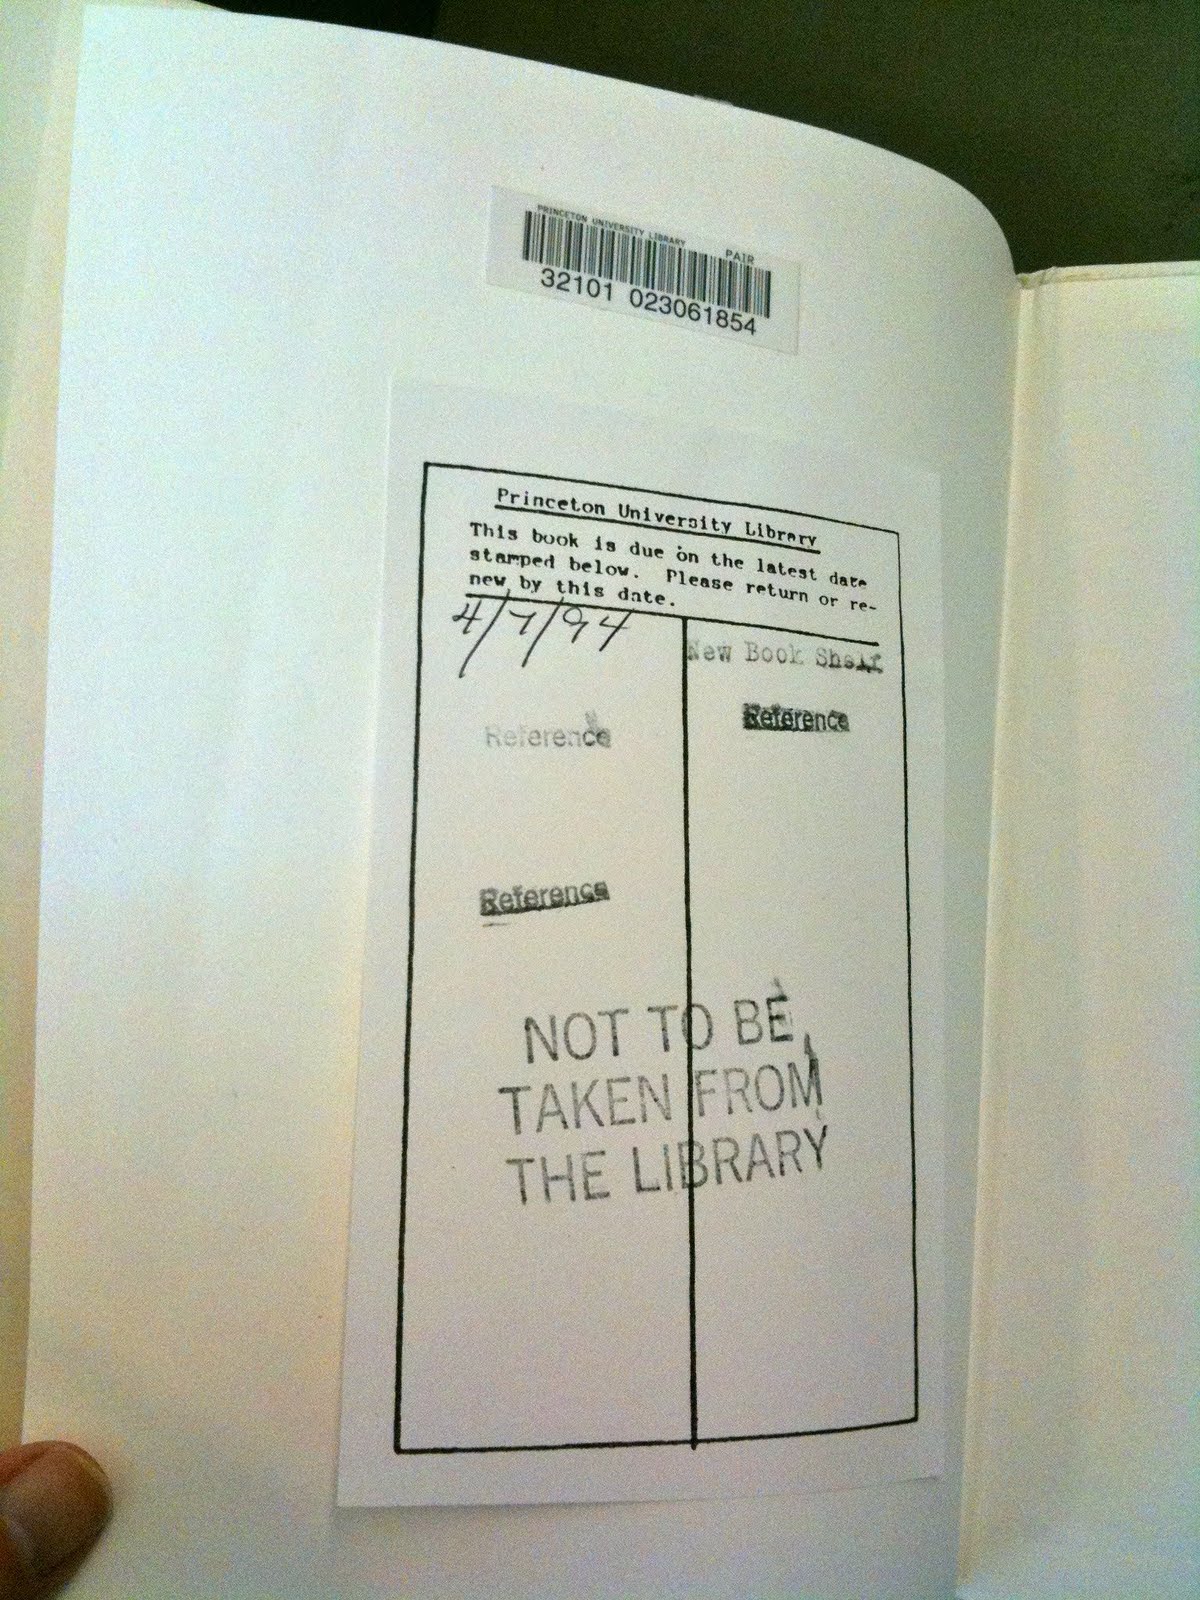 PRINCETON UNIVERSITY LIBRARY
PAIR
32101 023061854
Princeton University Library
This book is due on the latest date
stamped below. Please return or re-
new by this date.
4/7/94
New Book Shelf
Reference
Reference
Reference
NOT TO BE
TAKEN FROM
THE LIBRARY